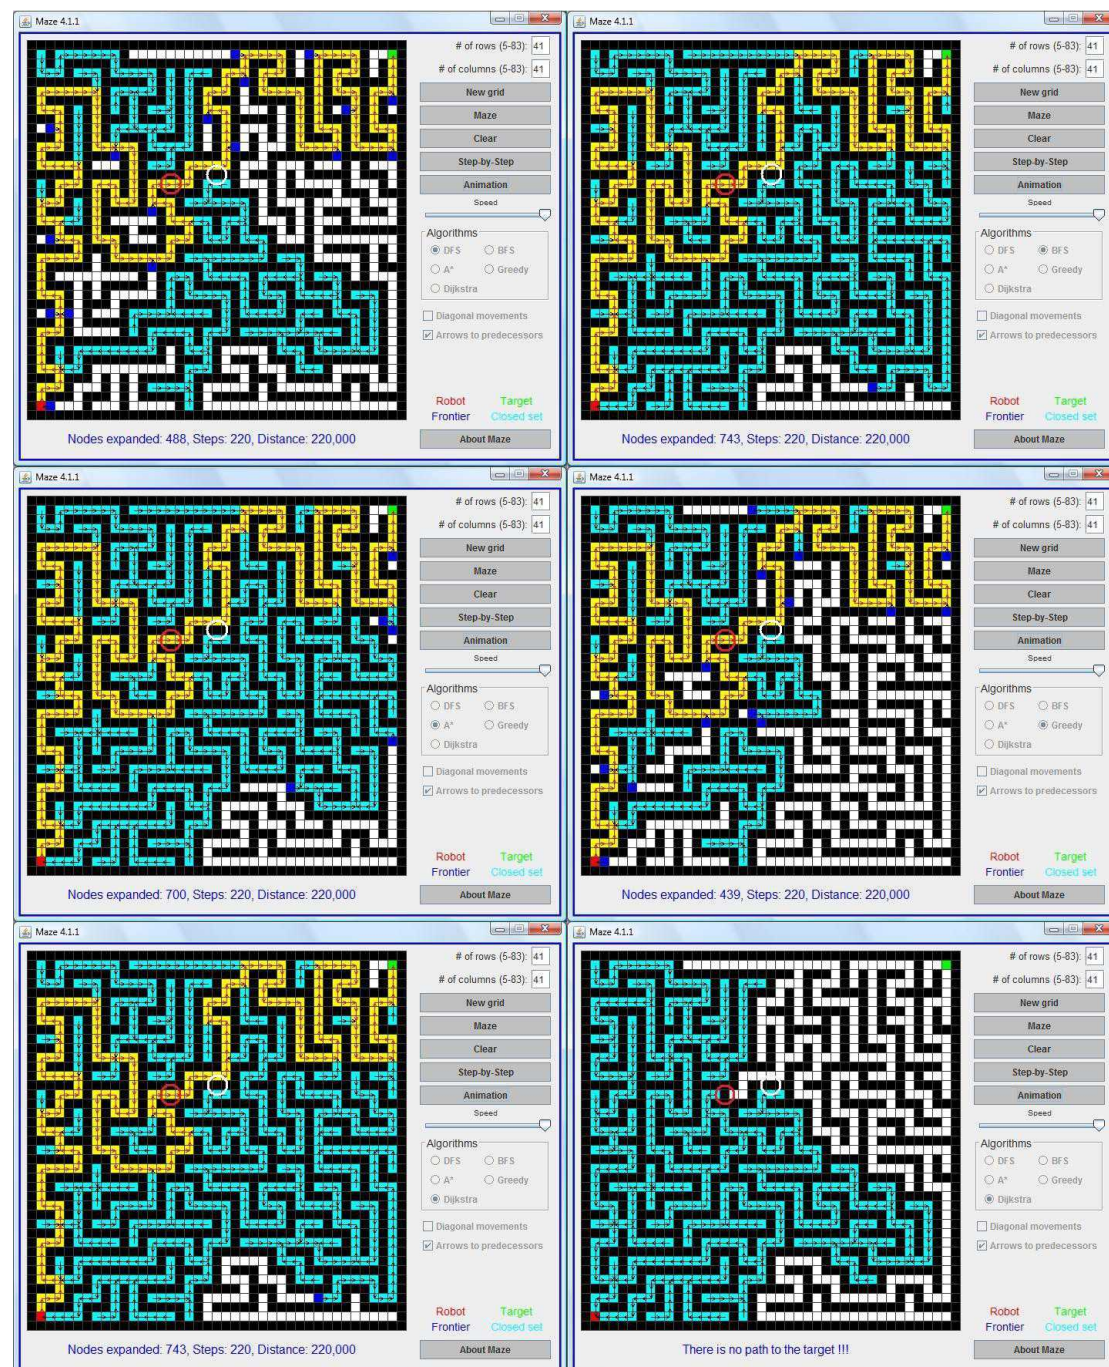 Maze 4.1.1
# of rows (5-83): 41
# of columns (5-83): 41
New grid
Maze
Clear
Step-by-Step
Animation
Speed
Algorithms
DFS BFS
A* Greedy
Dijkstra
Diagonal movements
Arrows to predecessors
Robot Target
Frontier Closed set
Nodes expanded: 488, Steps: 220, Distance: 220,000
About Maze
Maze 4.1.1
# of rows (5-83): 41
# of columns (5-83): 41
New grid
Maze
Clear
Step-by-Step
Animation
Speed
Algorithms
DFS BFS
A* Greedy
Dijkstra
Diagonal movements
Arrows to predecessors
Robot Target
Frontier Closed set
Nodes expanded: 743, Steps: 220, Distance: 220,000
About Maze
Maze 4.1.1
# of rows (5-83): 41
# of columns (5-83): 41
New grid
Maze
Clear
Step-by-Step
Animation
Speed
Algorithms
DFS BFS
A* Greedy
Dijkstra
Diagonal movements
Arrows to predecessors
Robot Target
Frontier Closed set
Nodes expanded: 700, Steps: 220, Distance: 220,000
About Maze
Maze 4.1.1
# of rows (5-83): 41
# of columns (5-83): 41
New grid
Maze
Clear
Step-by-Step
Animation
Speed
Algorithms
DFS BFS
A* Greedy
Dijkstra
Diagonal movements
Arrows to predecessors
Robot Target
Frontier Closed set
Nodes expanded: 439, Steps: 220, Distance: 220,000
About Maze
Maze 4.1.1
# of rows (5-83): 41
# of columns (5-83): 41
New grid
Maze
Clear
Step-by-Step
Animation
Speed
Algorithms
DFS BFS
A* Greedy
Dijkstra
Diagonal movements
Arrows to predecessors
Robot Target
Frontier Closed set
Nodes expanded: 743, Steps: 220, Distance: 220,000
About Maze
Maze 4.1.1
# of rows (5-83): 41
# of columns (5-83): 41
New grid
Maze
Clear
Step-by-Step
Animation
Speed
Algorithms
DFS BFS
A* Greedy
Dijkstra
Diagonal movements
Arrows to predecessors
Robot Target
Frontier Closed set
There is no path to the target !!!
About Maze